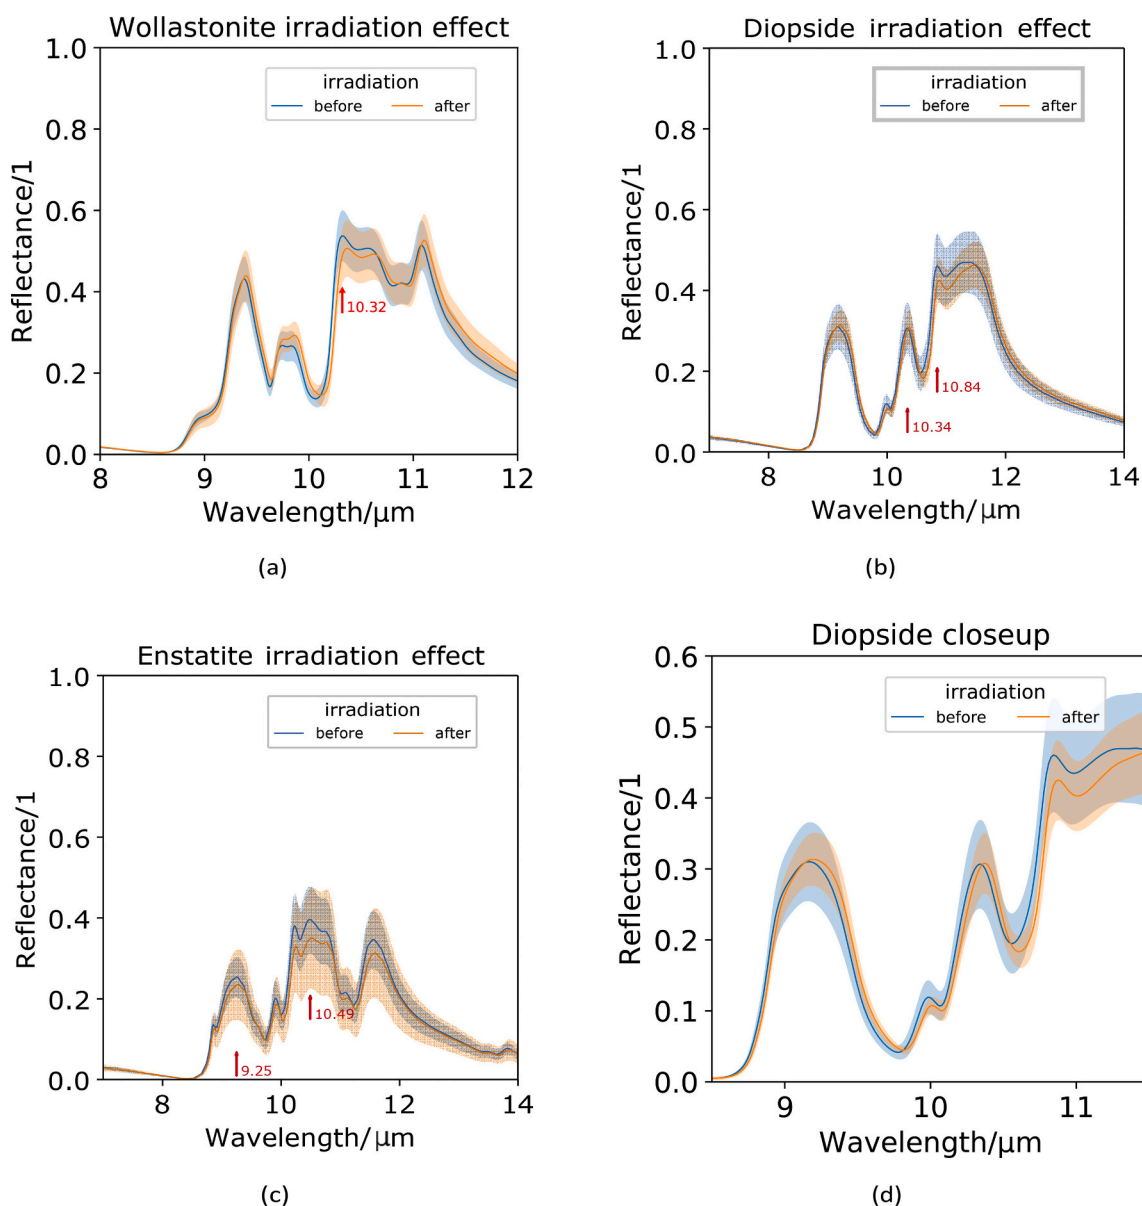 Wollastonite irradiation effect
1.0
0.8
0.6
0.4
0.2
0.0
Reflectance/1
irradiation
before after
10.32
8 9 10 11 12
Wavelength/μm
(a)
Diopside irradiation effect
1.0
0.8
0.6
0.4
0.2
0.0
Reflectance/1
irradiation
before after
10.84
10.34
8 10 12 14
Wavelength/μm
(b)
Enstatite irradiation effect
1.0
0.8
0.6
0.4
0.2
0.0
Reflectance/1
irradiation
before after
10.49
9.25
8 10 12 14
Wavelength/μm
(c)
Diopside closeup
0.6
0.5
0.4
0.3
0.2
0.1
0.0
Reflectance/1
irradiation
before after
9 10 11
Wavelength/μm
(d)